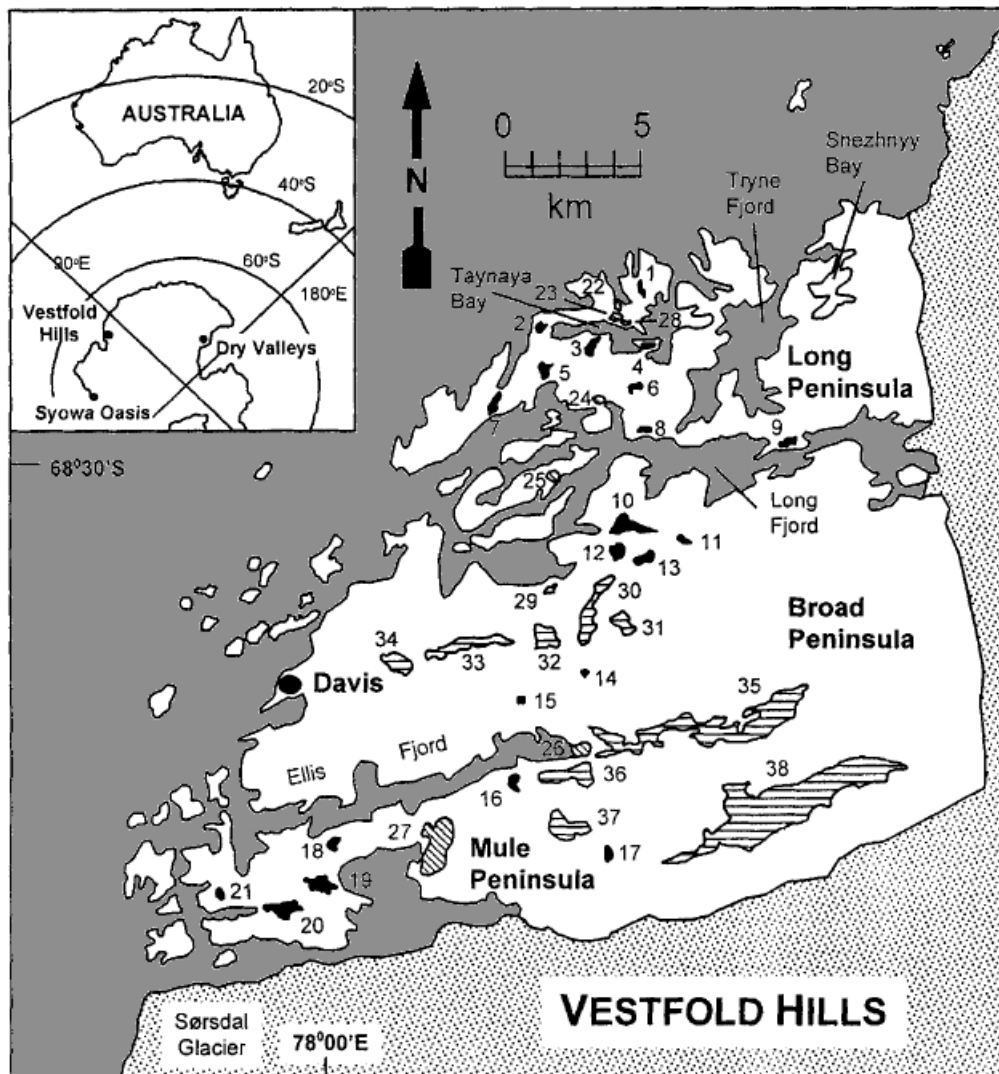 20°S
AUSTRALIA
40°S
90°E
60°S
180°E
Vestfold
Hills
Dry Valleys
Syowa Oasis
N
0 5
km
Snezhnyy
Bay
Tryne
Fjord
Taynaya
Bay
1
22
23
28
2
3
4
5
6
Long
Peninsula
24
7
8
9
68°30'S
25
Long
Fjord
10
11
12
13
29
30
31
Broad
Peninsula
34
33
32
14
Davis
15
35
Ellis Fjord
26
36
38
16
27
37
18
Mule
Peninsula
17
19
21
20
VESTFOLD HILLS
Sørsdal
Glacier
78°00'E